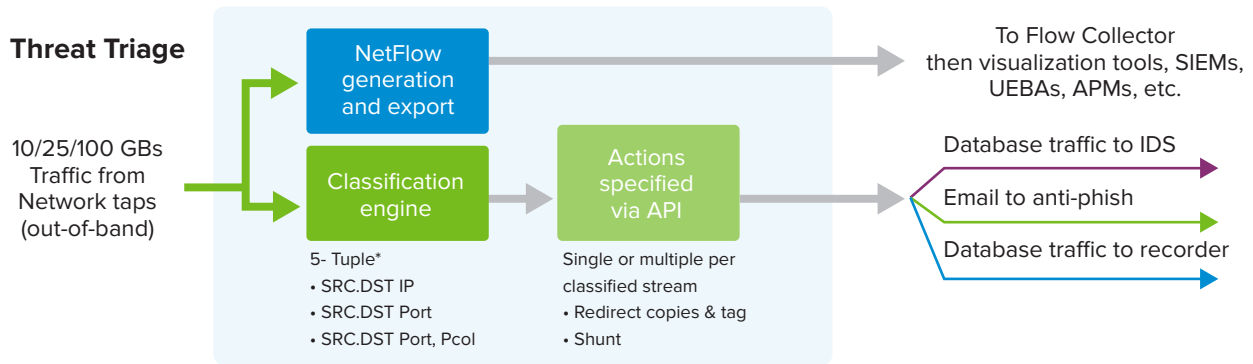 Threat Triage
10/25/100 GBs
Traffic from
Network taps
(out-of-band)
NetFlow
generation
and export
To Flow Collector
then visualization tools, SIEMs,
UEBAs, APMs, etc.
Classification
engine
5- Tuple*
• SRC.DST IP
• SRC.DST Port
• SRC.DST Port, Pcol
Actions
specified
via API
Single or multiple per
classified stream
• Redirect copies & tag
• Shunt
Database traffic to IDS
Email to anti-phish
Database traffic to recorder